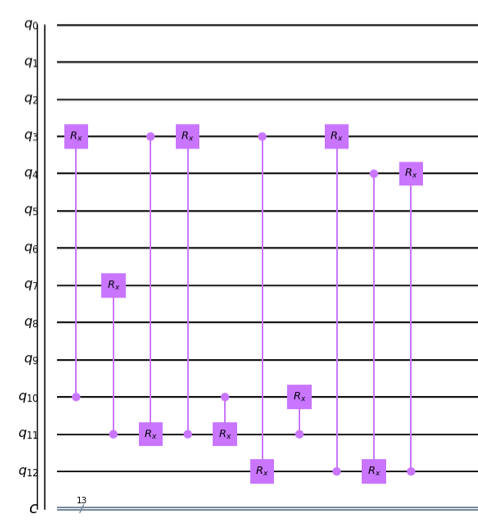 q0
q1
q2
q3 Rx Rx Rx
q4 Rx
q5
q6
q7 Rx
q8
q9
q10 Rx
q11 Rx Rx
q12 Rx Rx
13
c